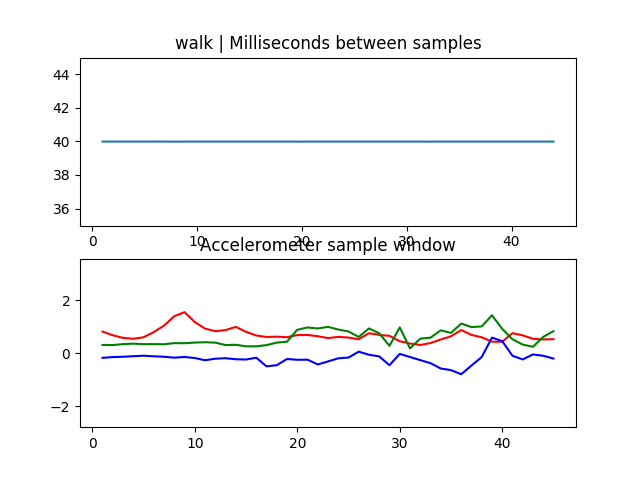 walk | Milliseconds between samples
44
42
40
38
36
0 10 20 30 40
Accelerometer sample window
2
0
−2
0 10 20 30 40